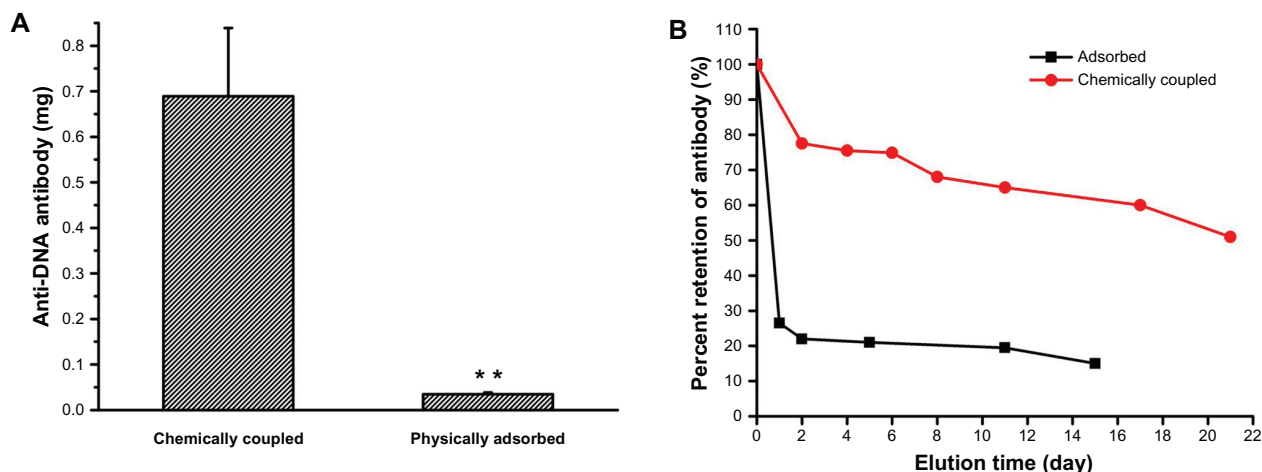 A
Anti-DNA antibody (mg)
0.8
0.7
0.6
0.5
0.4
0.3
0.2
0.1
0.0
**
Chemically coupled
Physically adsorbed
B
Percent retention of antibody (%)
110
100
90
80
70
60
50
40
30
20
10
0
Adsorbed
Chemically coupled
0 2 4 6 8 10 12 14 16 18 20 22
Elution time (day)